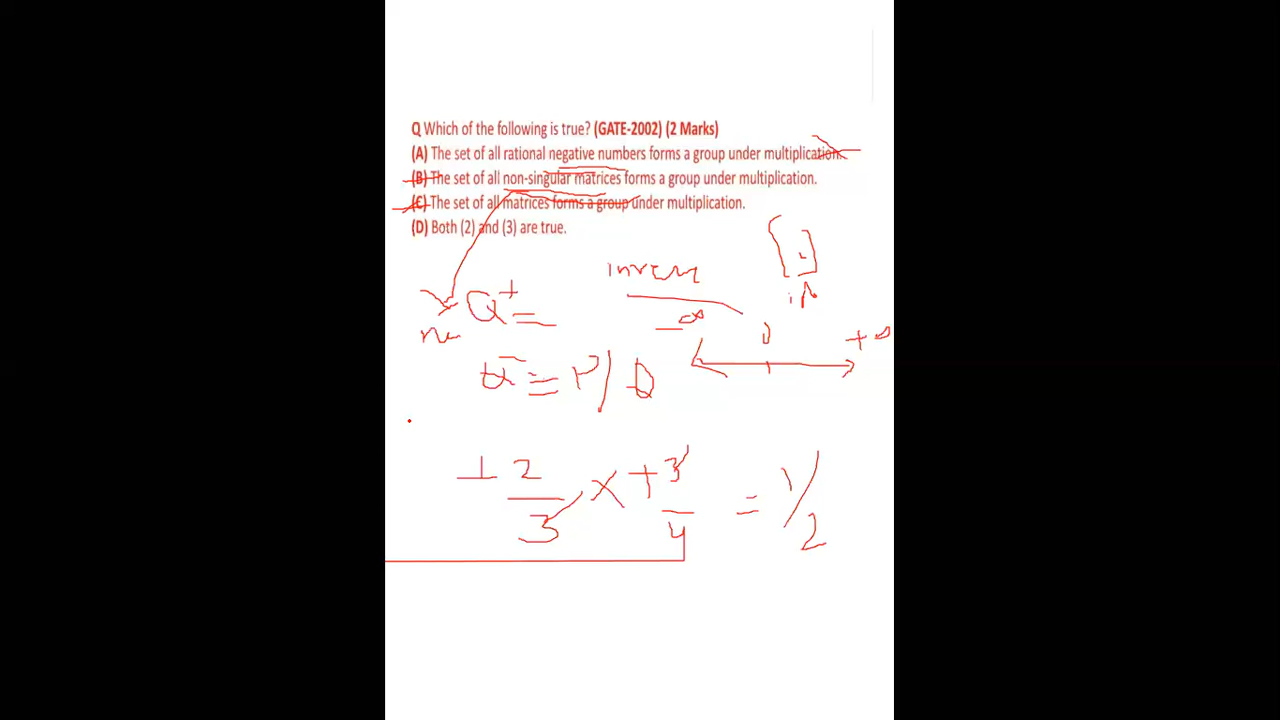 Q Which of the following is true? (GATE-2002) (2 Marks)
(A) The set of all rational negative numbers forms a group under multiplication.
(B) The set of all non-singular matrices forms a group under multiplication.
(C) The set of all matrices forms a group under multiplication.
(D) Both (2) and (3) are true.
Q⁺ =
-∞ 0 +∞
Q⁻ = P/Q
2/3 × +3/4 = 1/2